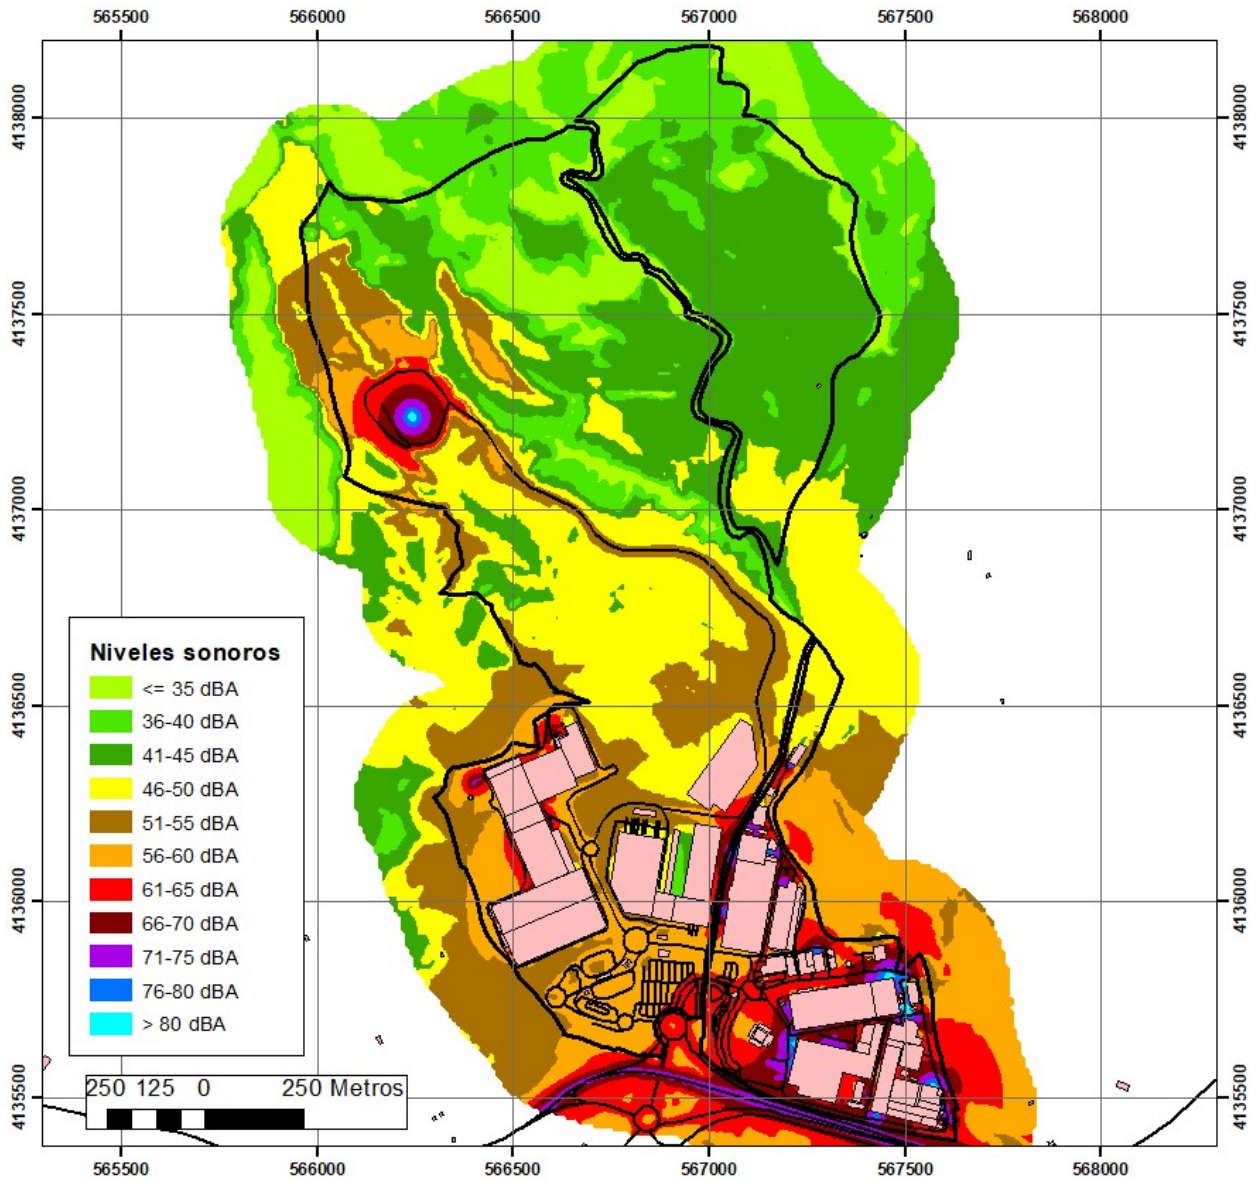 565500 566000 566500 567000 567500 568000
4138000 4138000
4137500 4137500
4137000 4137000
4136500 4136500
4136000 4136000
4135500 4135500
Niveles sonoros
<= 35 dBA
36-40 dBA
41-45 dBA
46-50 dBA
51-55 dBA
56-60 dBA
61-65 dBA
66-70 dBA
71-75 dBA
76-80 dBA
> 80 dBA
250 125 0 250 Metros
565500 566000 566500 567000 567500 568000